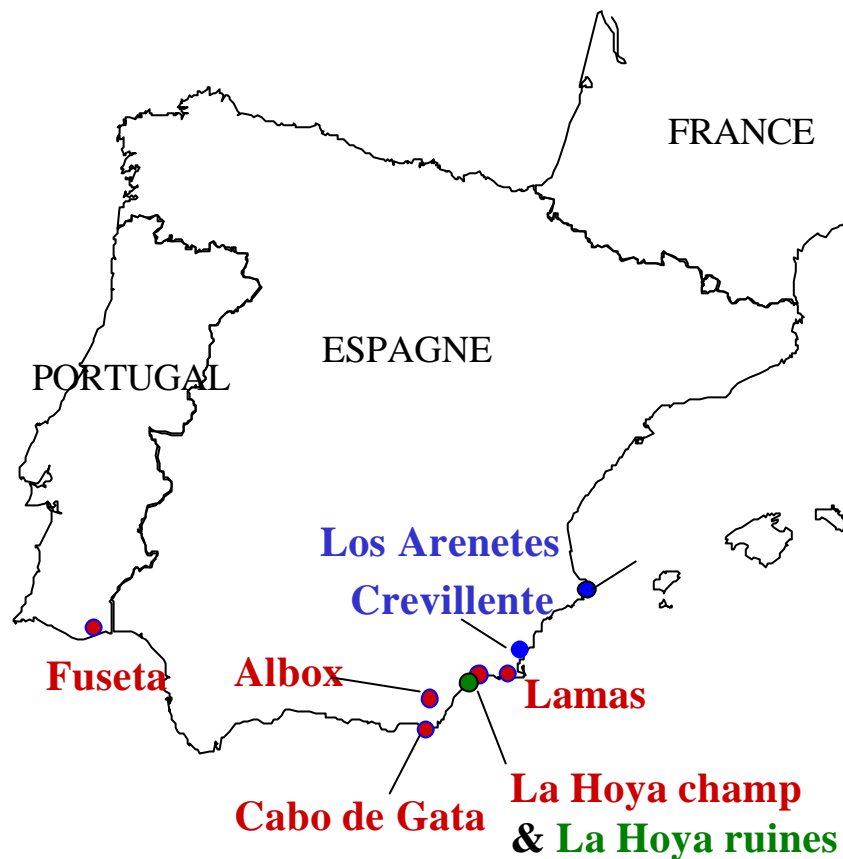 FRANCE
ESPAGNE
PORTUGAL
Los Arenetes
Crevillente
Fuseta
Albox
Lamas
Cabo de Gata
La Hoya champ
& La Hoya ruines